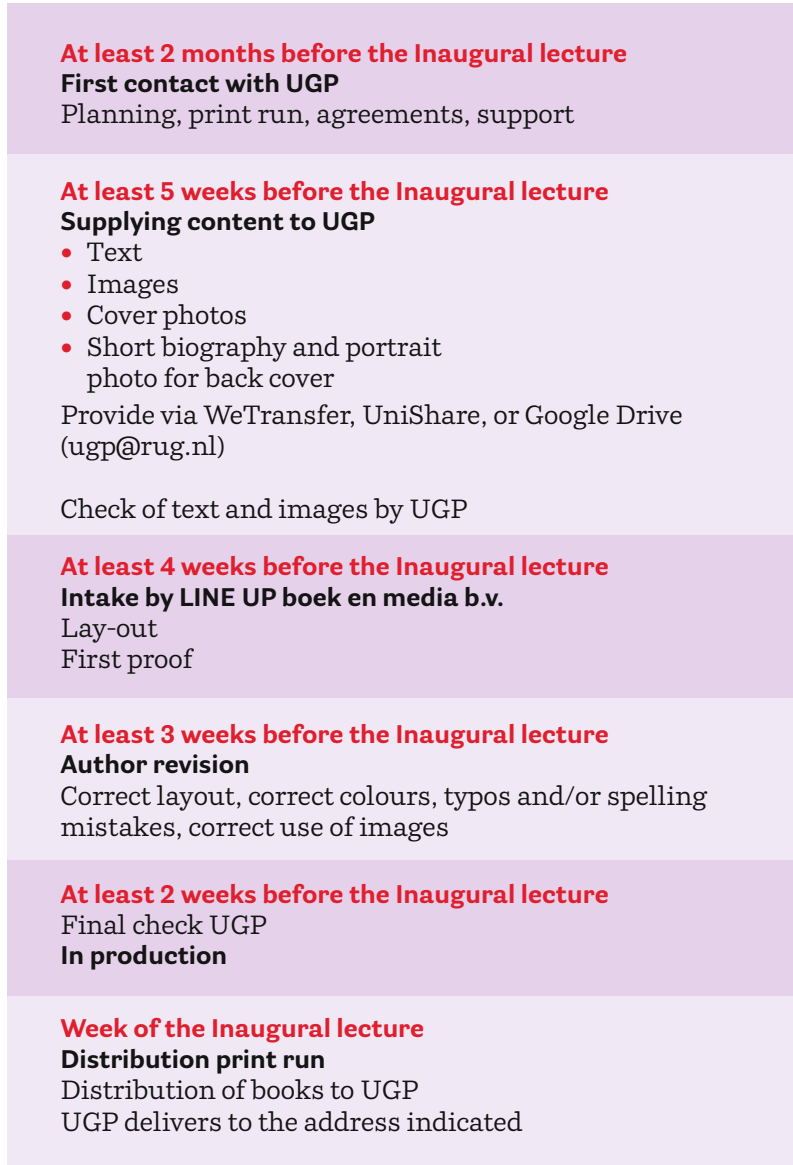 At least 2 months before the Inaugural lecture
First contact with UGP
Planning, print run, agreements, support
At least 5 weeks before the Inaugural lecture
Supplying content to UGP
• Text
• Images
• Cover photos
• Short biography and portrait
photo for back cover
Provide via WeTransfer, UniShare, or Google Drive
(ugp@rug.nl)
Check of text and images by UGP
At least 4 weeks before the Inaugural lecture
Intake by LINE UP boek en media b.v.
Lay-out
First proof
At least 3 weeks before the Inaugural lecture
Author revision
Correct layout, correct colours, typos and/or spelling
mistakes, correct use of images
At least 2 weeks before the Inaugural lecture
Final check UGP
In production
Week of the Inaugural lecture
Distribution print run
Distribution of books to UGP
UGP delivers to the address indicated